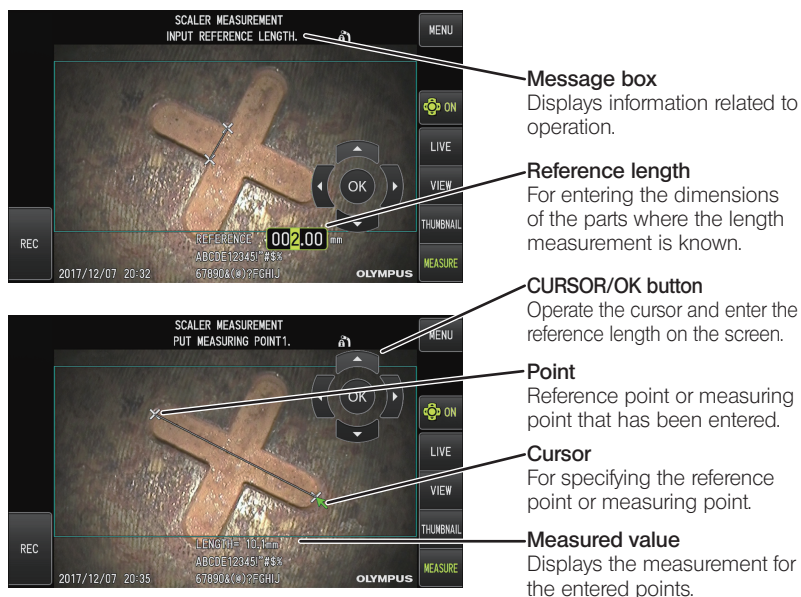 SCALER MEASUREMENT
INPUT REFERENCE LENGTH.
MENU
ON
LIVE
OK
VIEW
THUMBNAIL
REFERENCE 002.00 mm
REC
ABCDE12345!"#$%
MEASURE
2017/12/07 20:32 67890&(*)?FGHIJ OLYMPUS
SCALER MEASUREMENT
PUT MEASURING POINT1.
MENU
OK
ON
LIVE
VIEW
THUMBNAIL
LENGTH= 10.1mm
REC
ABCDE12345!"#$%
MEASURE
2017/12/07 20:35 67890&(*)?FGHIJ OLYMPUS
Message box
Displays information related to
operation.
Reference length
For entering the dimensions
of the parts where the length
measurement is known.
CURSOR/OK button
Operate the cursor and enter the
reference length on the screen.
Point
Reference point or measuring
point that has been entered.
Cursor
For specifying the reference
point or measuring point.
Measured value
Displays the measurement for
the entered points.